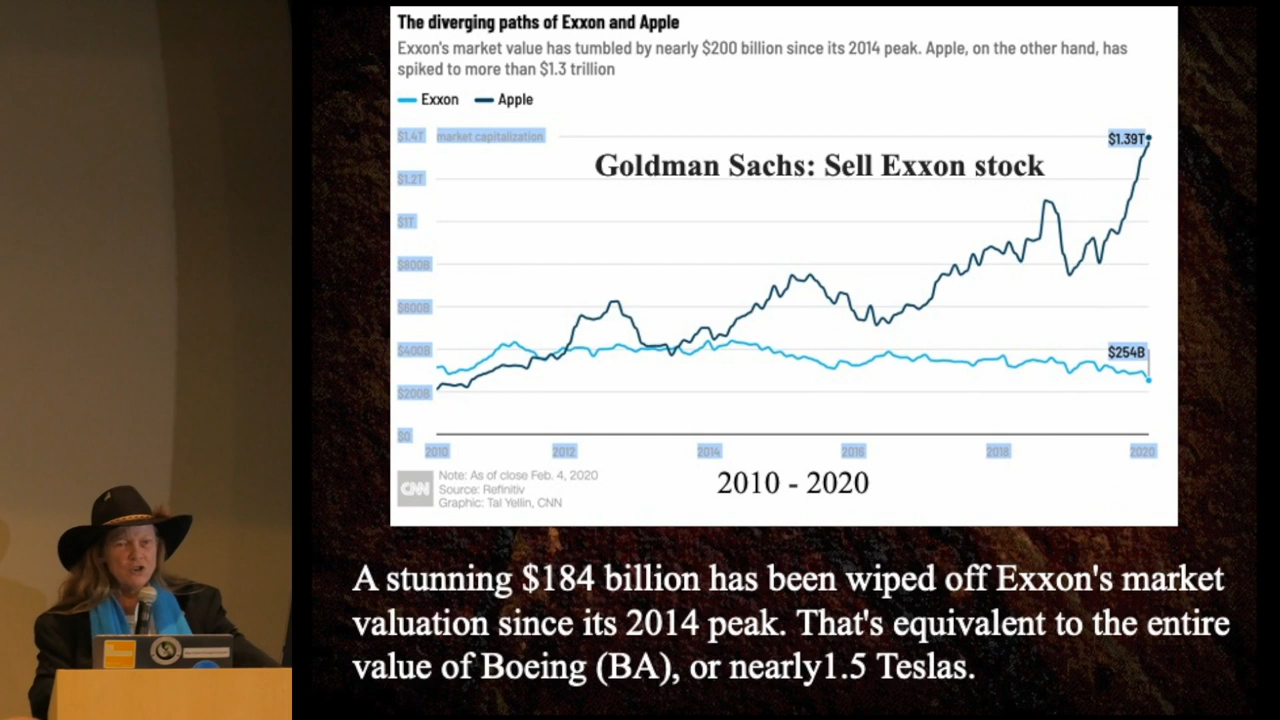 The diverging paths of Exxon and Apple
Exxon's market value has tumbled by nearly $200 billion since its 2014 peak. Apple, on the other hand, has
spiked to more than $1.3 trillion
Exxon Apple
$1.4T market capitalization
$1.39T
Goldman Sachs: Sell Exxon stock
$1.2T
$1T
$800B
$600B
$400B
$254B
$200B
$0
2010 2012 2014 2016 2018 2020
CNN
Note: As of close Feb. 4, 2020
Source: Refinitiv
Graphic: Tal Yellin, CNN
2010 - 2020
A stunning $184 billion has been wiped off Exxon's market
valuation since its 2014 peak. That's equivalent to the entire
value of Boeing (BA), or nearly1.5 Teslas.